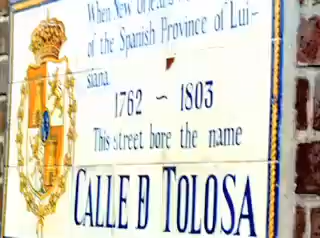 When New Orleans
of the Spanish Province of Lui-
siana
1762 ~ 1803
This street bore the name
CALLE D TOLOSA